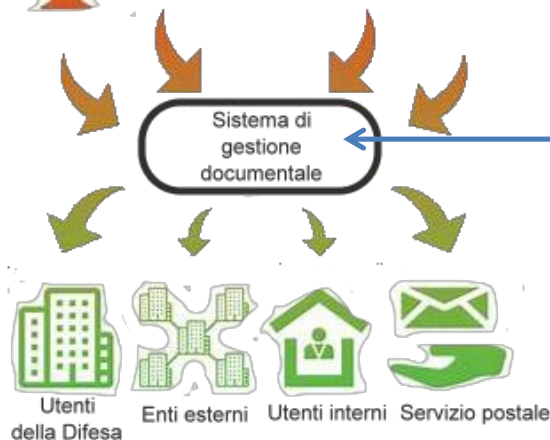 Sistema di
gestione
documentale
Utenti
della Difesa
Enti esterni
Utenti interni
Servizio postale